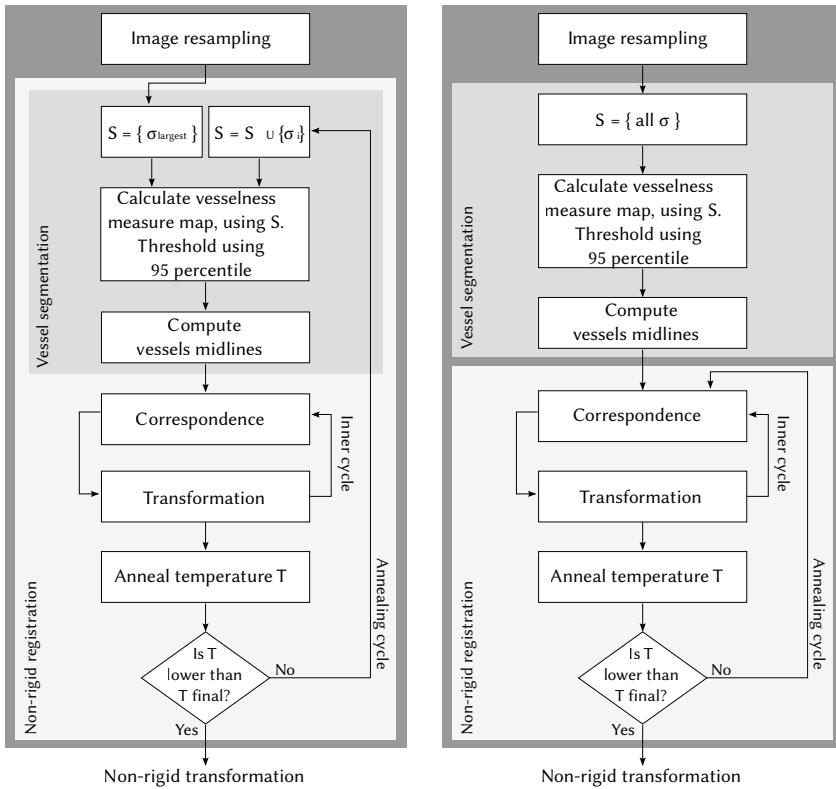 Image resampling
S = { σlargest }
S = S ∪ {σi}
Calculate vesselness
measure map, using S.
Threshold using
95 percentile
Compute
vessels midlines
Vessel segmentation
Correspondence
Inner cycle
Transformation
Anneal temperature T
Annealing cycle
Non-rigid registration
Is T
lower than
T final?
No
Yes
Non-rigid transformation
Image resampling
S = { all σ }
Calculate vesselness
measure map, using S.
Threshold using
95 percentile
Compute
vessels midlines
Vessel segmentation
Correspondence
Inner cycle
Transformation
Anneal temperature T
Annealing cycle
Non-rigid registration
Is T
lower than
T final?
No
Yes
Non-rigid transformation